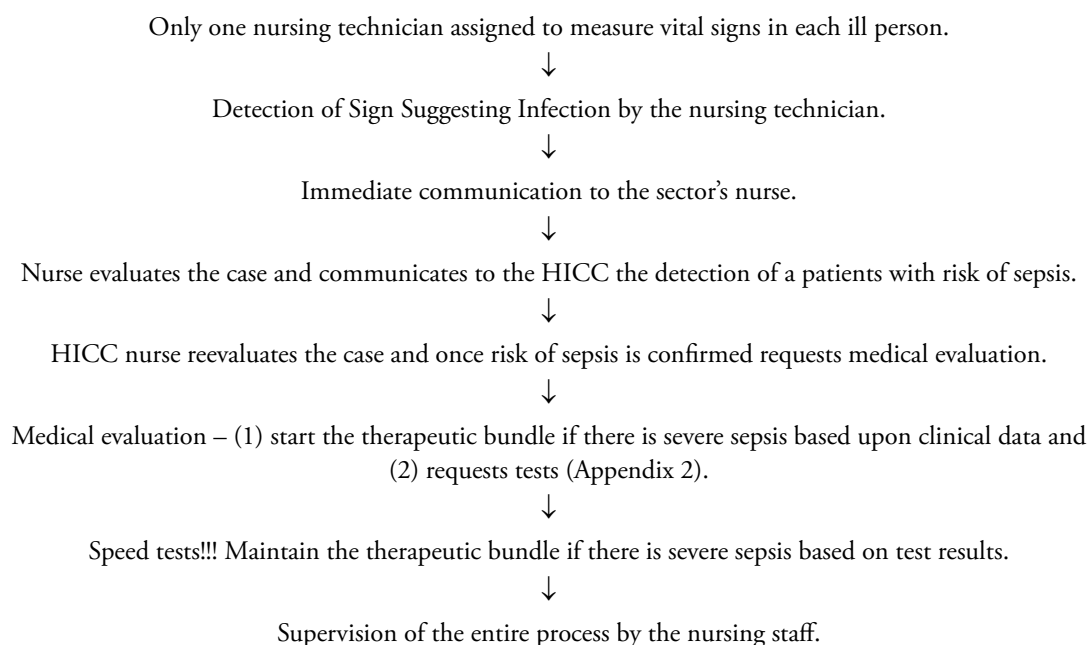 Only one nursing technician assigned to measure vital signs in each ill person.
↓
Detection of Sign Suggesting Infection by the nursing technician.
↓
Immediate communication to the sector’s nurse.
↓
Nurse evaluates the case and communicates to the HICC the detection of a patients with risk of sepsis.
↓
HICC nurse reevaluates the case and once risk of sepsis is confirmed requests medical evaluation.
↓
Medical evaluation – (1) start the therapeutic bundle if there is severe sepsis based upon clinical data and
(2) requests tests (Appendix 2).
↓
Speed tests!!! Maintain the therapeutic bundle if there is severe sepsis based on test results.
↓
Supervision of the entire process by the nursing staff.